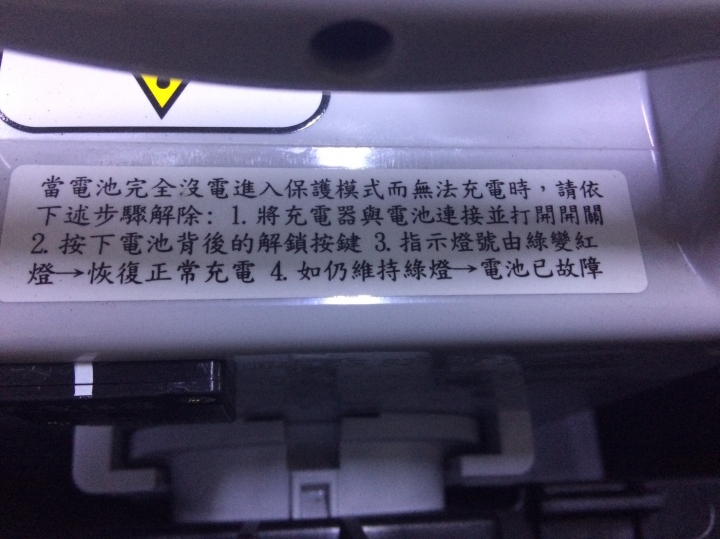 當電池完全沒電進入保護模式而無法充電時，請依
下述步驟解除: 1. 將充電器與電池連接並打開開關
2. 按下電池背後的解鎖按鍵 3. 指示燈號由綠變紅
燈→恢復正常充電 4. 如仍維持綠燈→電池已故障